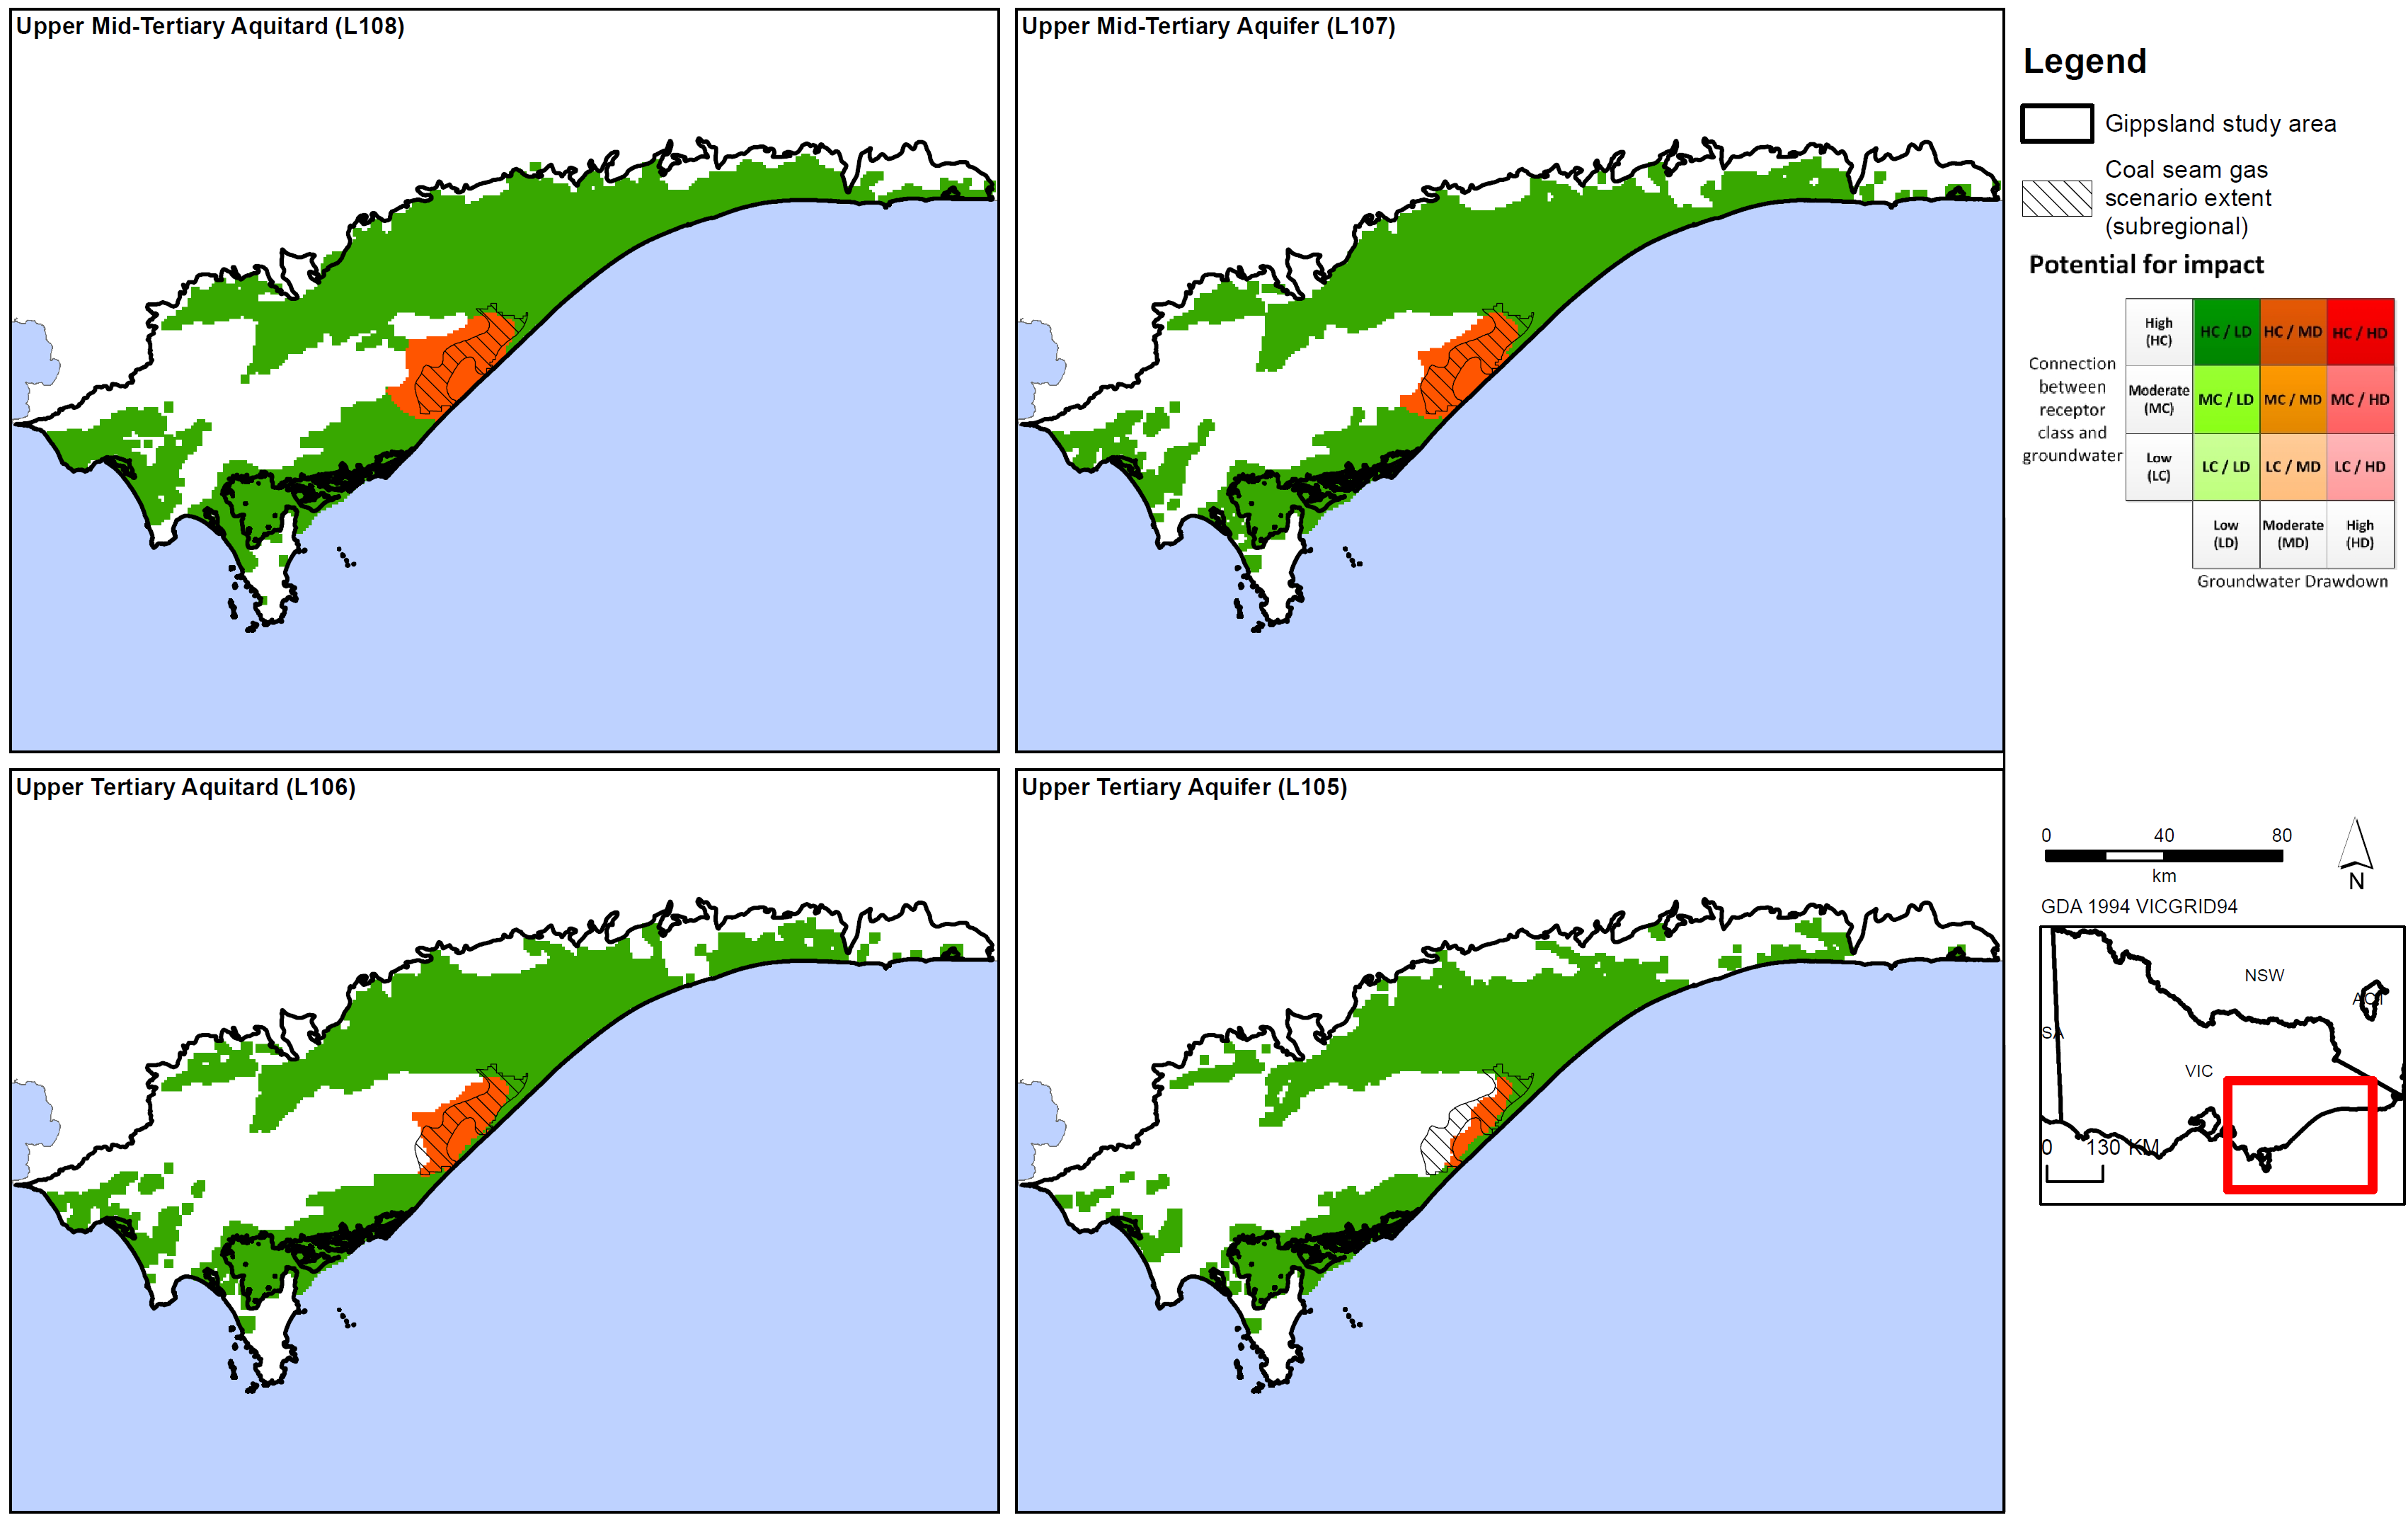 Upper Mid-Tertiary Aquitard (L108)
Upper Mid-Tertiary Aquifer (L107)
Upper Tertiary Aquitard (L106)
Upper Tertiary Aquifer (L105)
Legend
Gippsland study area
Coal seam gas
scenario extent
(subregional)
Potential for impact
Connection
between
receptor
class and
groundwater
High
(HC)
HC / LD
HC / MD
HC / HD
Moderate
(MC)
MC / LD
MC / MD
MC / HD
Low
(LC)
LC / LD
LC / MD
LC / HD
Low
(LD)
Moderate
(MD)
High
(HD)
Groundwater Drawdown
0 40 80
km
N
GDA 1994 VICGRID94
NSW
ACT
SA
VIC
0 130 KM